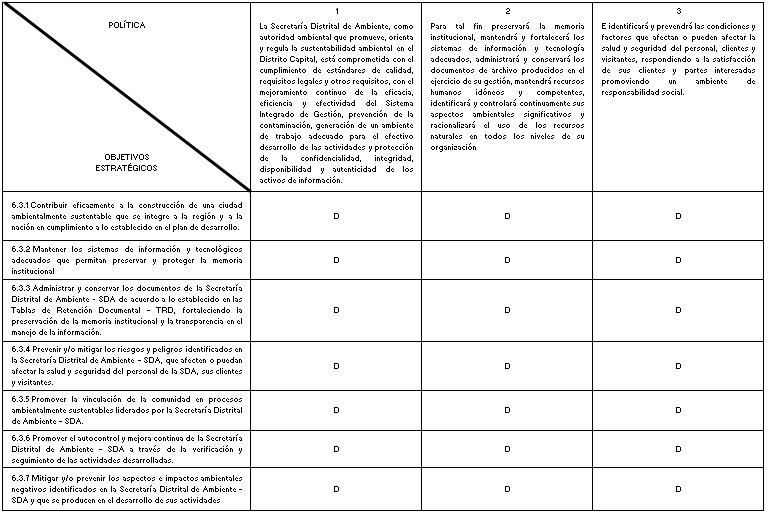 POLÍTICA
OBJETIVOS
ESTRATÉGICOS
1
La Secretaría Distrital de Ambiente, como
autoridad ambiental que promueve, orienta
y regula la sustentabilidad ambiental en el
Distrito Capital, está comprometida con el
cumplimiento de estándares de calidad,
requisitos legales y otros requisitos, con el
mejoramiento continuo de la eficacia,
eficiencia y efectividad del Sistema
Integrado de Gestión, prevención de la
contaminación, generación de un ambiente
de trabajo adecuado para el efectivo
desarrollo de las actividades y protección
de la confidencialidad, integridad,
disponibilidad y autenticidad de los
activos de información.
2
Para tal fin preservará la memoria
institucional, mantendrá y fortalecerá los
sistemas de información y tecnología
adecuados, administrará y conservará los
documentos de archivo producidos en el
ejercicio de su gestión, mantendrá recursos
humanos idóneos y competentes,
identificará y controlará continuamente sus
aspectos ambientales significativos y
racionalizará el uso de los recursos
naturales en todos los niveles de su
organización
3
E identificará y prevendrá las condiciones y
factores que afectan o pueden afectar la
salud y seguridad del personal, clientes y
visitantes, respondiendo a la satisfacción
de sus clientes y partes interesadas
promoviendo un ambiente de
responsabilidad social.
6.3.1 Contribuir eficazmente a la construcción de una ciudad
ambientalmente sustentable que se integre a la región y a la
nación en cumplimiento a lo establecido en el plan de desarrollo.
D D D
6.3.2 Mantener los sistemas de información y tecnológicos
adecuados que permitan preservar y proteger la memoria
institucional
D D D
6.3.3 Administrar y conservar los documentos de la Secretaría
Distrital de Ambiente - SDA de acuerdo a lo establecido en las
Tablas de Retención Documental - TRD, fortaleciendo la
preservación de la memoria institucional y la transparencia en el
manejo de la información.
D D D
6.3.4 Prevenir y/o mitigar los riesgos y peligros identificados en
la Secretaría Distrital de Ambiente - SDA, que afecten o puedan
afectar la salud y seguridad del personal de la SDA, sus clientes
y visitantes.
D D D
6.3.5 Promover la vinculación de la comunidad en procesos
ambientalmente sustentables liderados por la Secretaría Distrital
de Ambiente - SDA.
D D D
6.3.6 Promover el autocontrol y mejora continua de la Secretaría
Distrital de Ambiente - SDA a través de la verificación y
seguimiento de las actividades desarrolladas.
D D D
6.3.7 Mitigar y/o prevenir los aspectos e impactos ambientales
negativos identificados en la Secretaría Distrital de Ambiente -
SDA y que se producen en el desarrollo de sus actividades
D D D